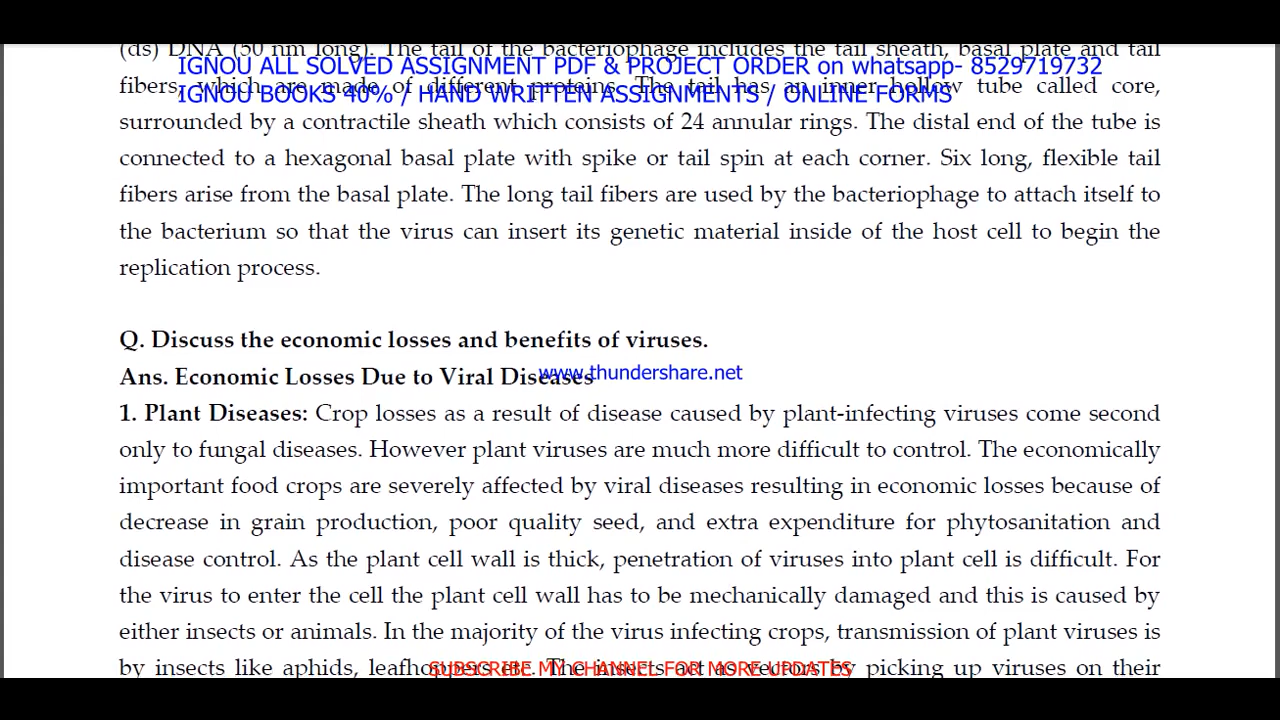 (ds) DNA (50 nm long). The tail of the bacteriophage includes the tail sheath, basal plate and tail
IGNOU ALL SOLVED ASSIGNMENT PDF & PROJECT ORDER on whatsapp- 8529719732
fibers, which are made of different proteins. The tail has an inner hollow tube called core,
IGNOU BOOKS 40% / HAND WRITTEN ASSIGNMENTS / ONLINE FORMS
surrounded by a contractile sheath which consists of 24 annular rings. The distal end of the tube is
connected to a hexagonal basal plate with spike or tail spin at each corner. Six long, flexible tail
fibers arise from the basal plate. The long tail fibers are used by the bacteriophage to attach itself to
the bacterium so that the virus can insert its genetic material inside of the host cell to begin the
replication process.
Q. Discuss the economic losses and benefits of viruses.
Ans. Economic Losses Due to Viral Diseases
www.thundershare.net
1. Plant Diseases: Crop losses as a result of disease caused by plant-infecting viruses come second
only to fungal diseases. However plant viruses are much more difficult to control. The economically
important food crops are severely affected by viral diseases resulting in economic losses because of
decrease in grain production, poor quality seed, and extra expenditure for phytosanitation and
disease control. As the plant cell wall is thick, penetration of viruses into plant cell is difficult. For
the virus to enter the cell the plant cell wall has to be mechanically damaged and this is caused by
either insects or animals. In the majority of the virus infecting crops, transmission of plant viruses is
by insects like aphids, leafhoppers etc. The insects act as vectors by picking up viruses on their
SUBSCRIBE MY CHANNEL FOR MORE UPDATES